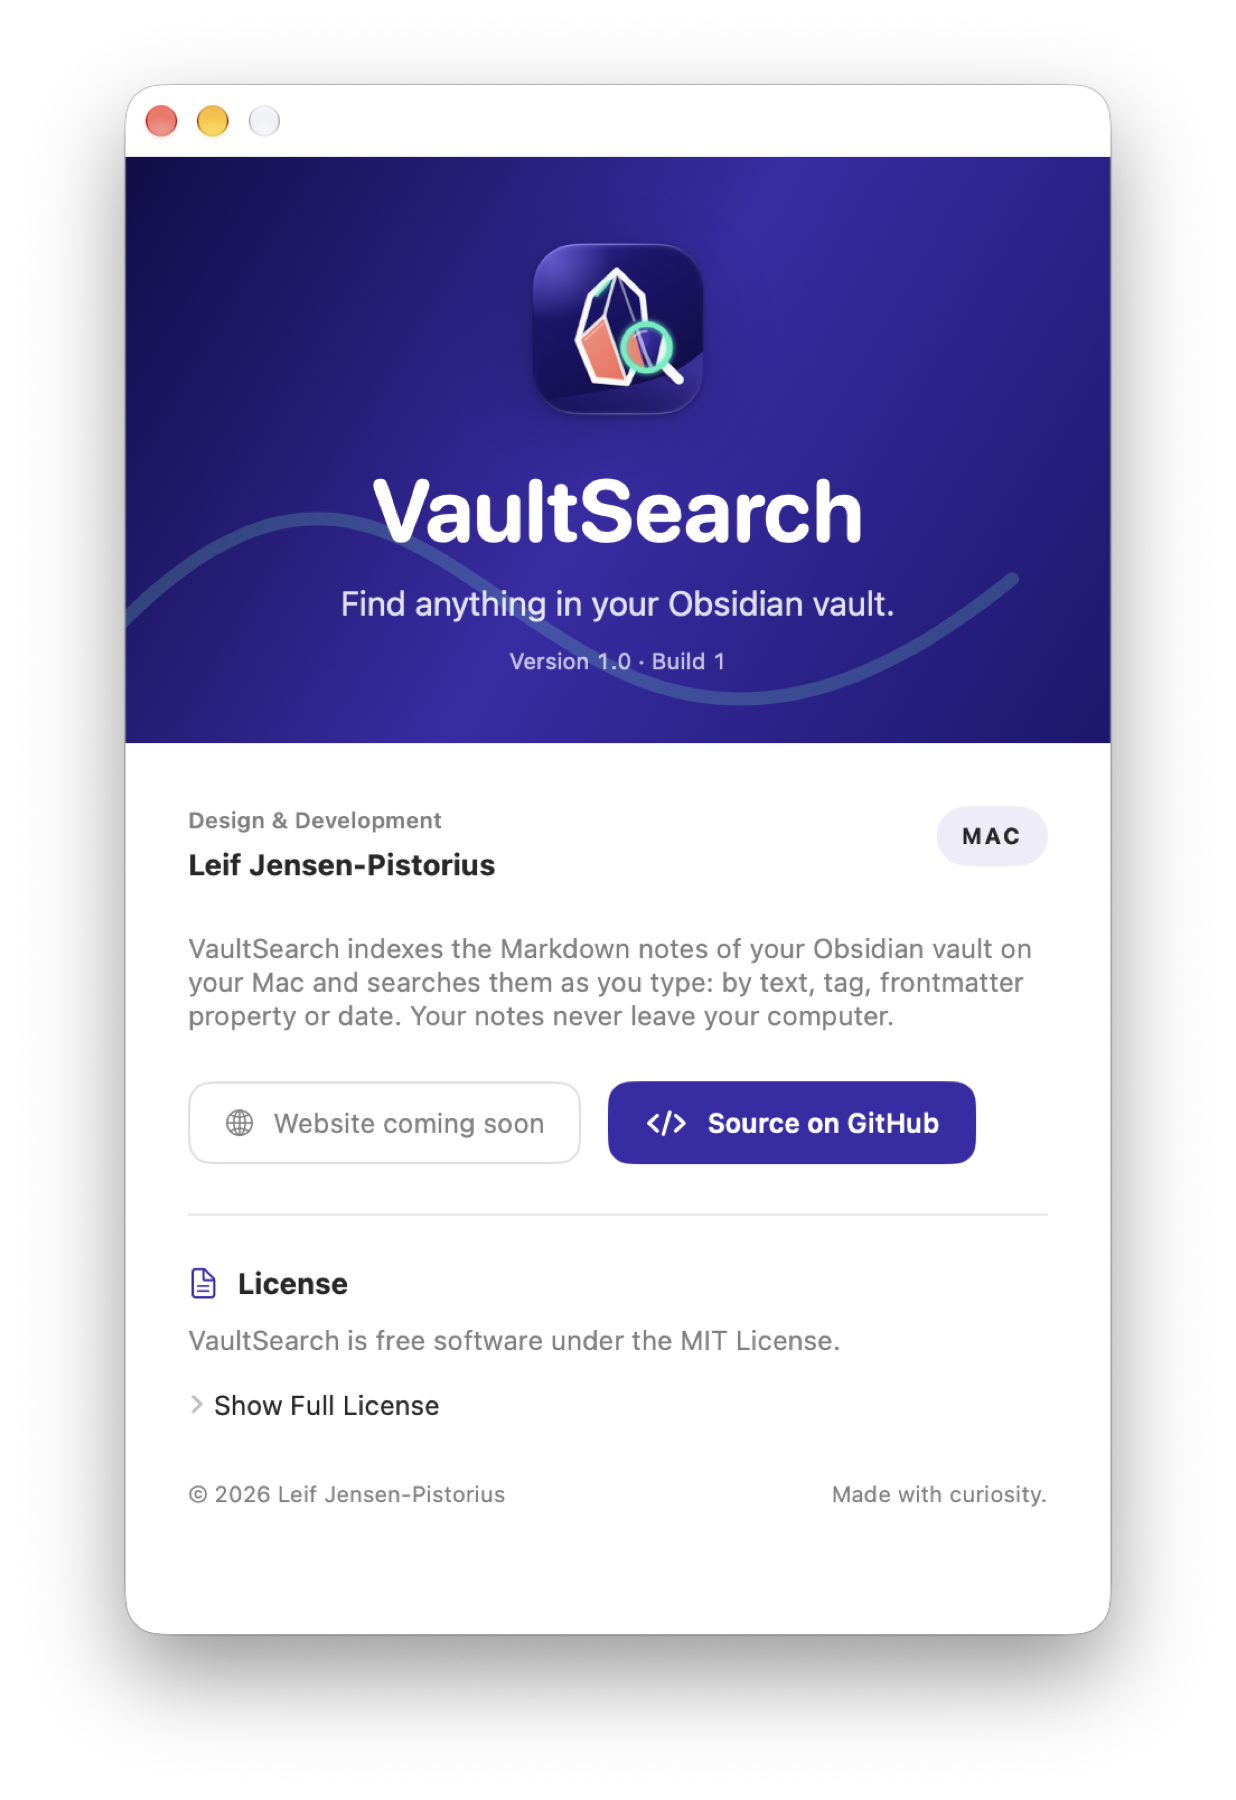 VaultSearch
Find anything in your Obsidian vault.
Version 1.0 · Build 1
Design & Development
Leif Jensen-Pistorius
MAC
VaultSearch indexes the Markdown notes of your Obsidian vault on
your Mac and searches them as you type: by text, tag, frontmatter
property or date. Your notes never leave your computer.
Website coming soon
</> Source on GitHub
License
VaultSearch is free software under the MIT License.
Show Full License
© 2026 Leif Jensen-Pistorius
Made with curiosity.